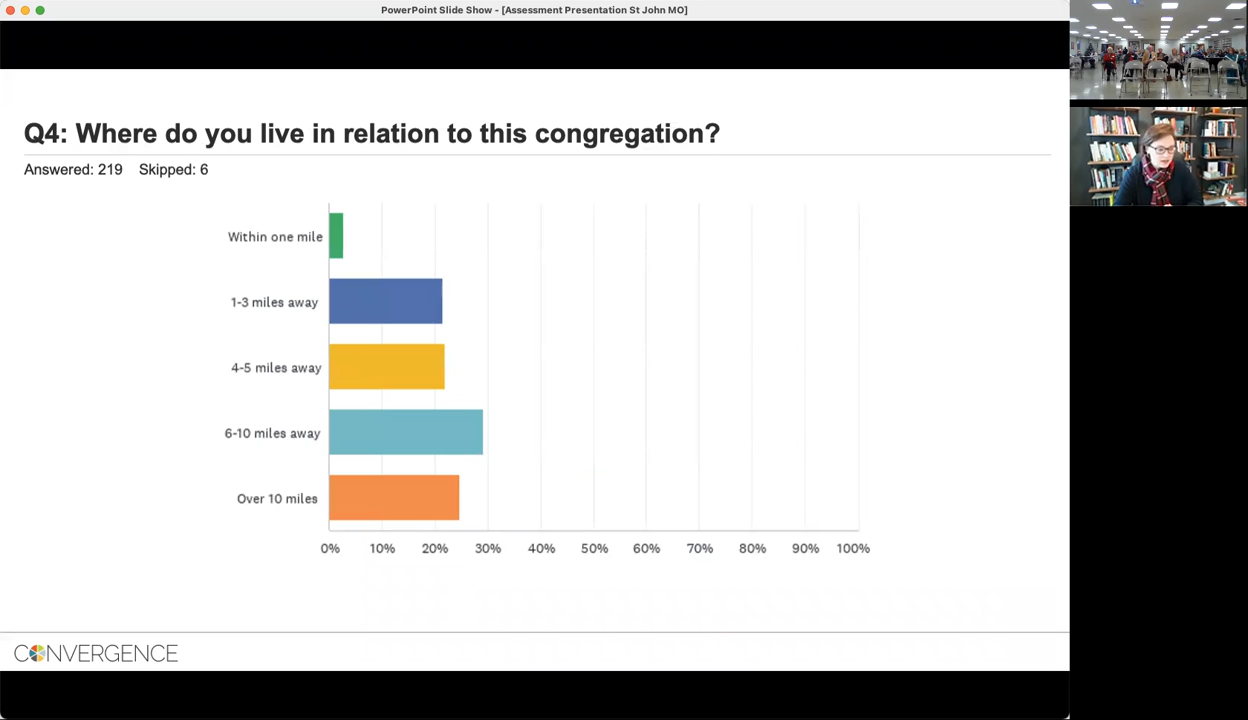 PowerPoint Slide Show - [Assessment Presentation St John MO]
Q4: Where do you live in relation to this congregation?
Answered: 219 Skipped: 6
Within one mile
1-3 miles away
4-5 miles away
6-10 miles away
Over 10 miles
0% 10% 20% 30% 40% 50% 60% 70% 80% 90% 100%
CONVERGENCE